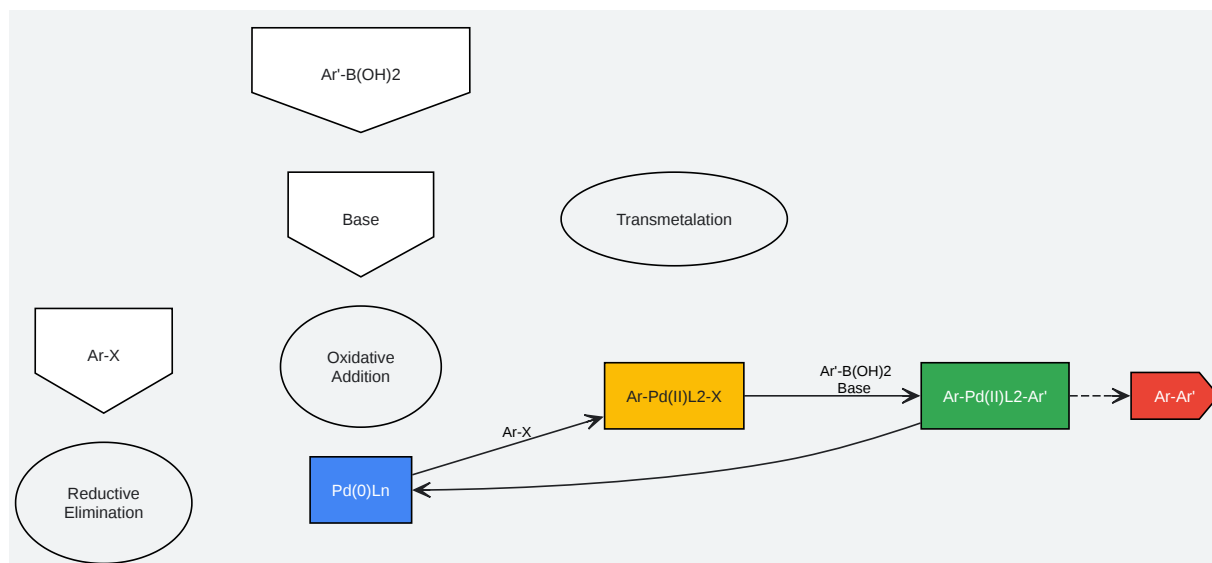 Ar'-B(OH)2
Base
Transmetalation
Ar-X
Oxidative
Addition
Ar-Pd(II)L2-X
Ar'-B(OH)2
Base
Ar-Pd(II)L2-Ar'
Ar-Ar'
Ar-X
Pd(0)Ln
Reductive
Elimination